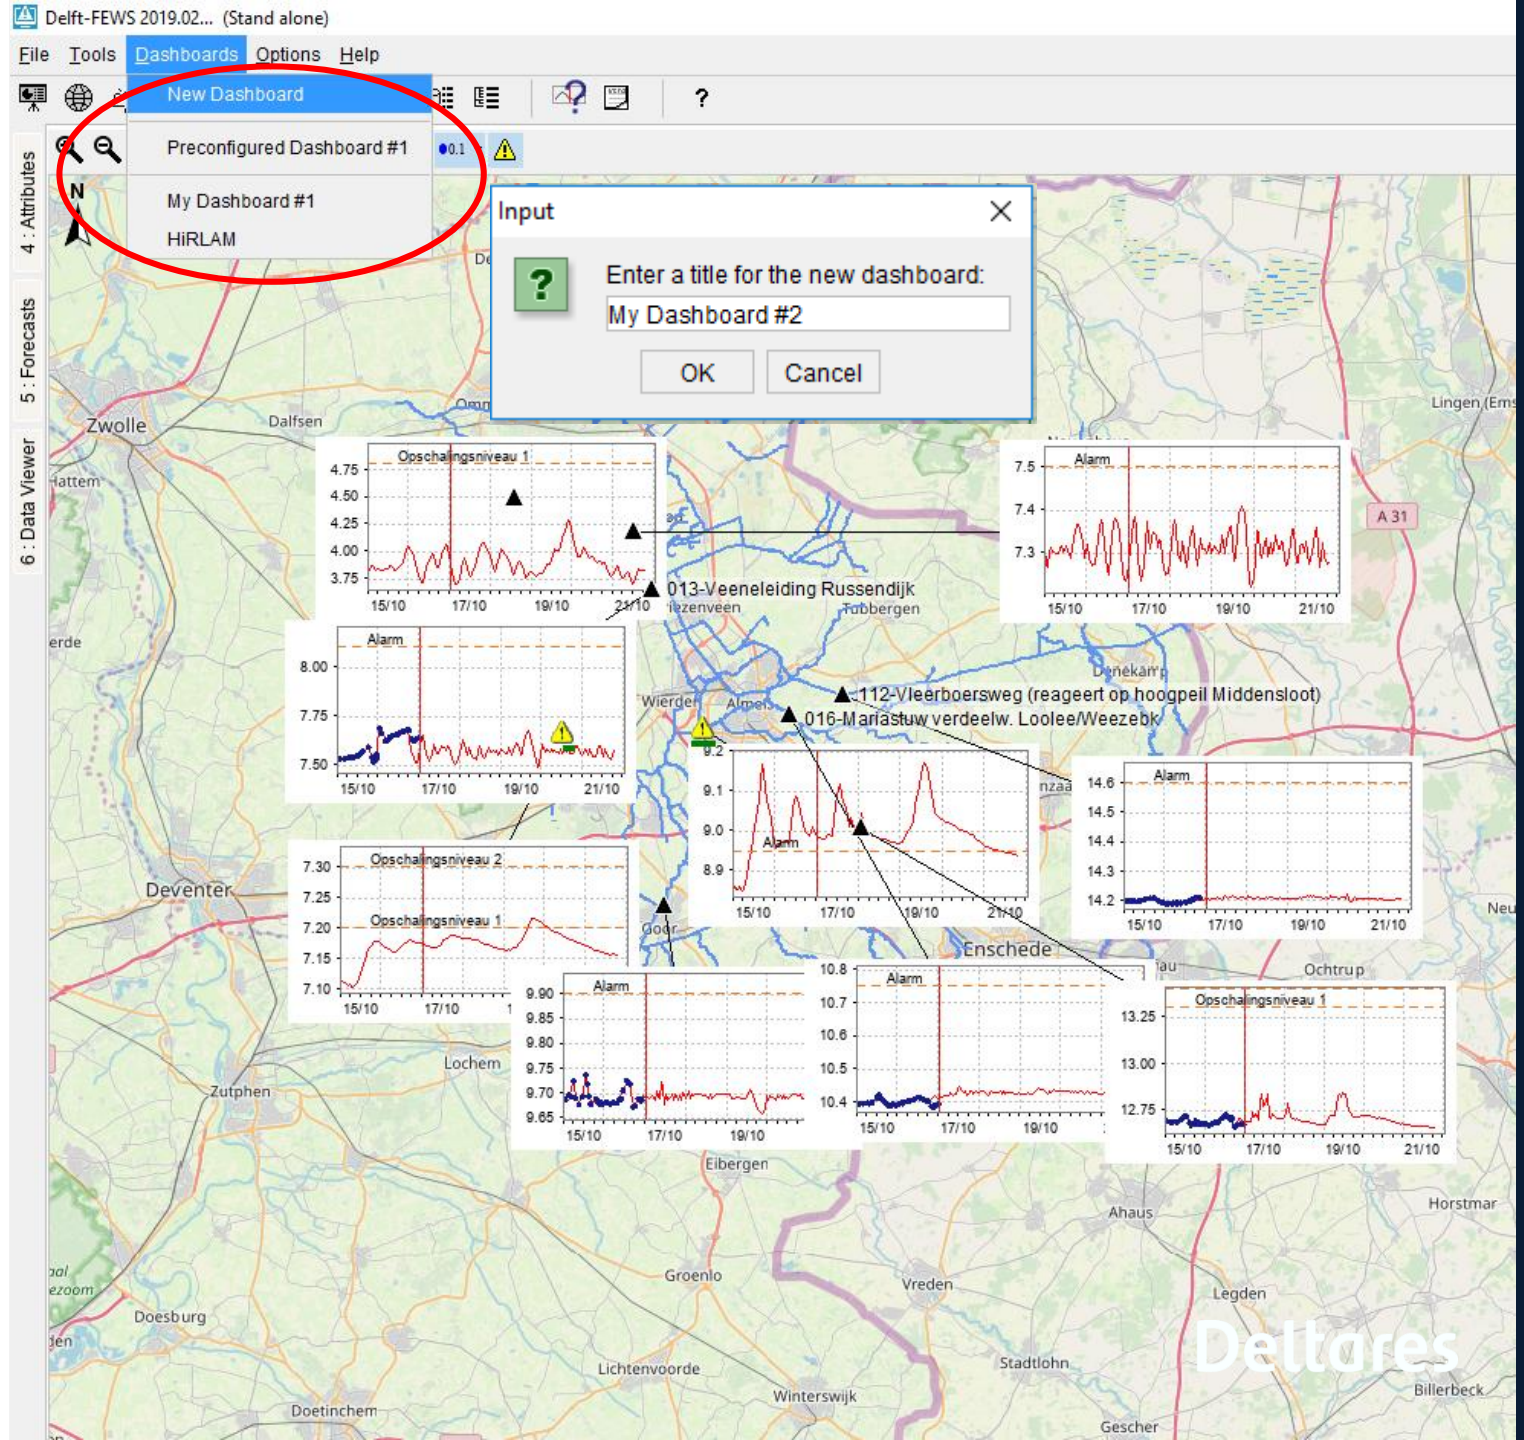 Delft-FEWS 2019.02... (Stand alone)
File Tools Dashboards Options Help
New Dashboard
Preconfigured Dashboard #1
My Dashboard #1
HiRLAM
?
0.1
N
4 : Attributes
5 : Forecasts
6 : Data Viewer
Input
?
Enter a title for the new dashboard:
My Dashboard #2
OK Cancel
Lingen (Ems
Zwolle
Dalfsen
A 31
Opschalingsniveau 1
4.75
4.50
4.25
4.00
3.75
15/10 17/10 19/10 21/10
Alarm
7.5
7.4
7.3
15/10 17/10 19/10 21/10
013-Veeneleiding Russendijk
Tubbergen
Alarm
8.00
7.75
7.50
15/10 17/10 19/10 21/10
Denekamp
112-Vleerboersweg (reageert op hoogpeil Middensloot)
016-Mariastuw verdeelw. Loolee/Weezebk
Wierden
9.2
9.1
9.0
8.9
Alarm
15/10 17/10 19/10 21/10
Alarm
14.6
14.5
14.4
14.3
14.2
15/10 17/10 19/10 21/10
Deventer
Opschalingsniveau 2
7.30
7.25
Opschalingsniveau 1
7.20
7.15
7.10
15/10 17/10
Goor
Enschede
Ochtrup
Alarm
9.90
9.85
9.80
9.75
9.70
9.65
15/10 17/10 19/10
Alarm
10.8
10.7
10.6
10.5
10.4
15/10 17/10 19/10
Opschalingsniveau 1
13.25
13.00
12.75
15/10 17/10 19/10 21/10
Lochem
Zutphen
Eibergen
Ahaus
Horstmar
Groenlo
Vreden
Legden
Doesburg
Deltares
Lichtenvoorde
Stadtlohn
Winterswijk
Billerbeck
Doetinchem
Gescher